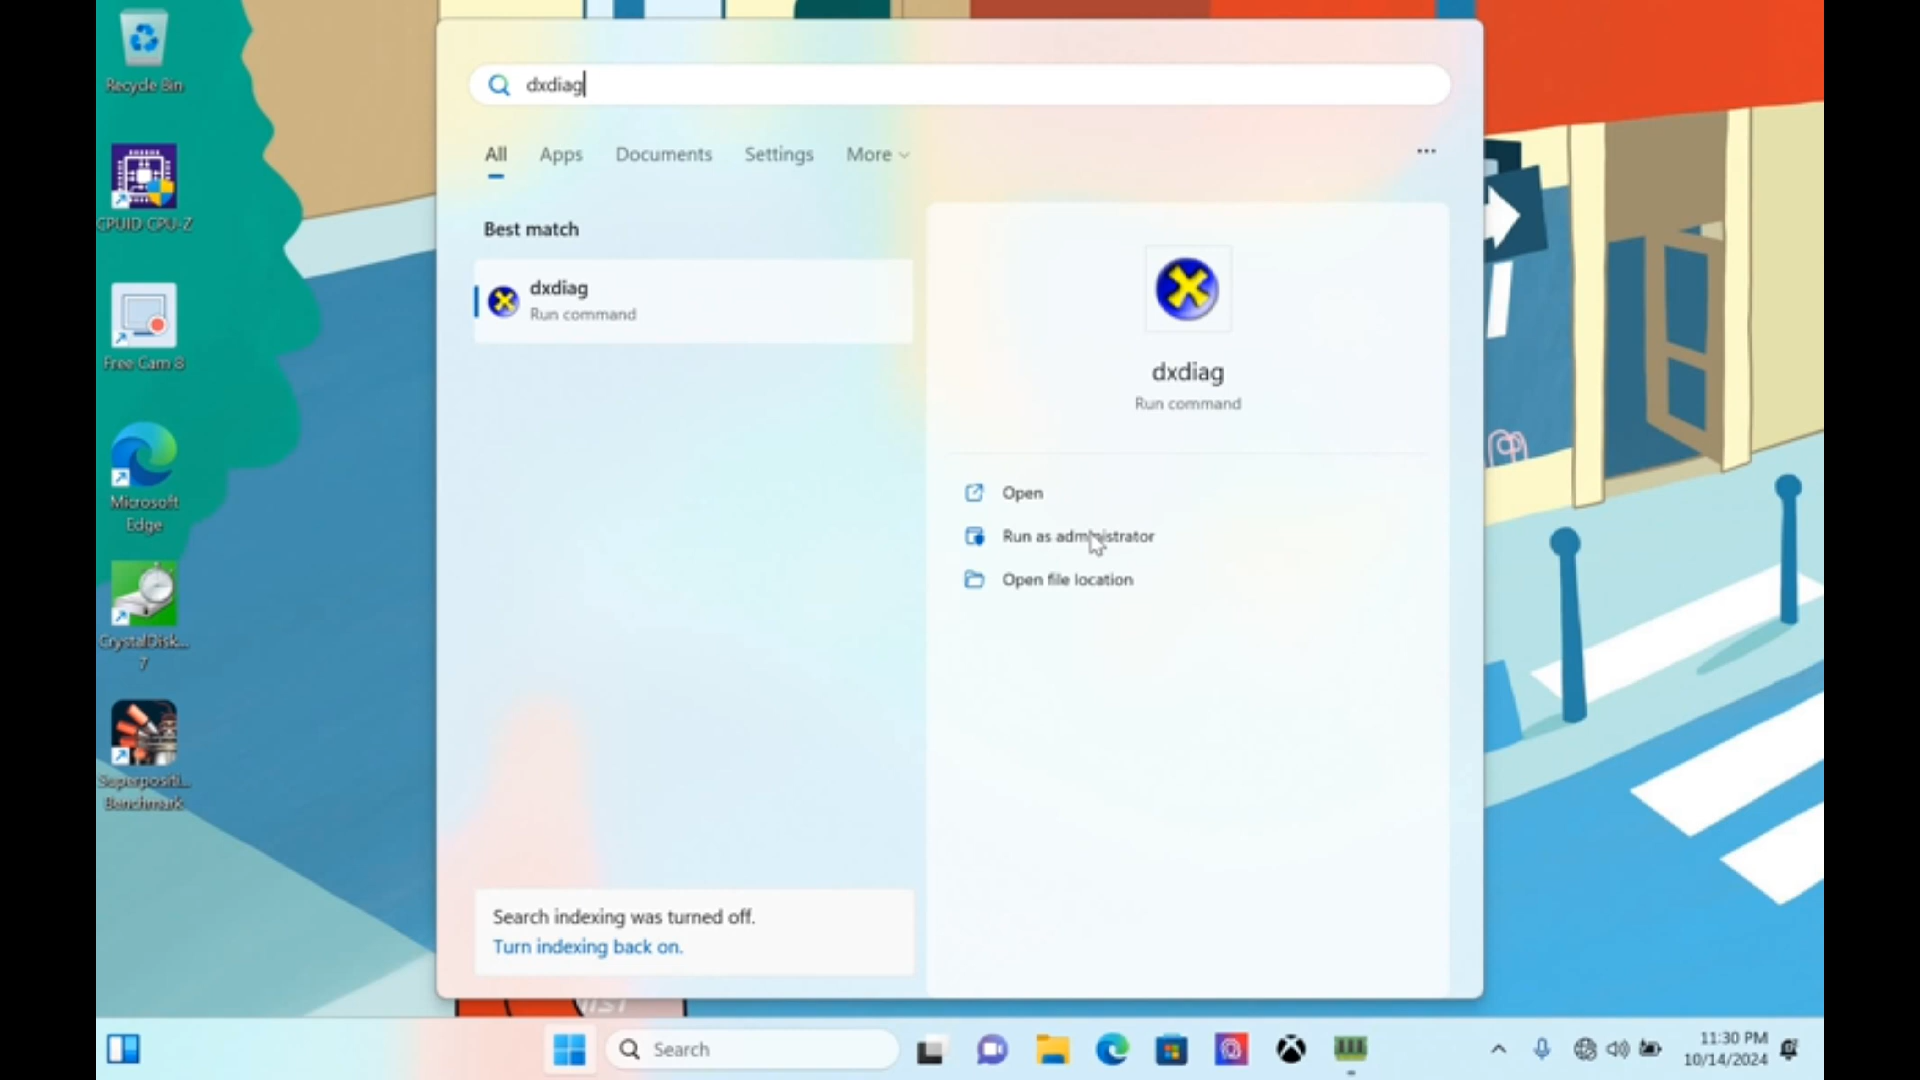 Recycle Bin
CPUID CPU-Z
Free Cam 8
Microsoft
Edge
CrystalDisk...
7
Superpositi...
Benchmark
dxdiag
All
Apps
Documents
Settings
More
Best match
dxdiag
Run command
dxdiag
Run command
Open
Run as administrator
Open file location
Search indexing was turned off.
Turn indexing back on.
Search
11:30 PM
10/14/2024